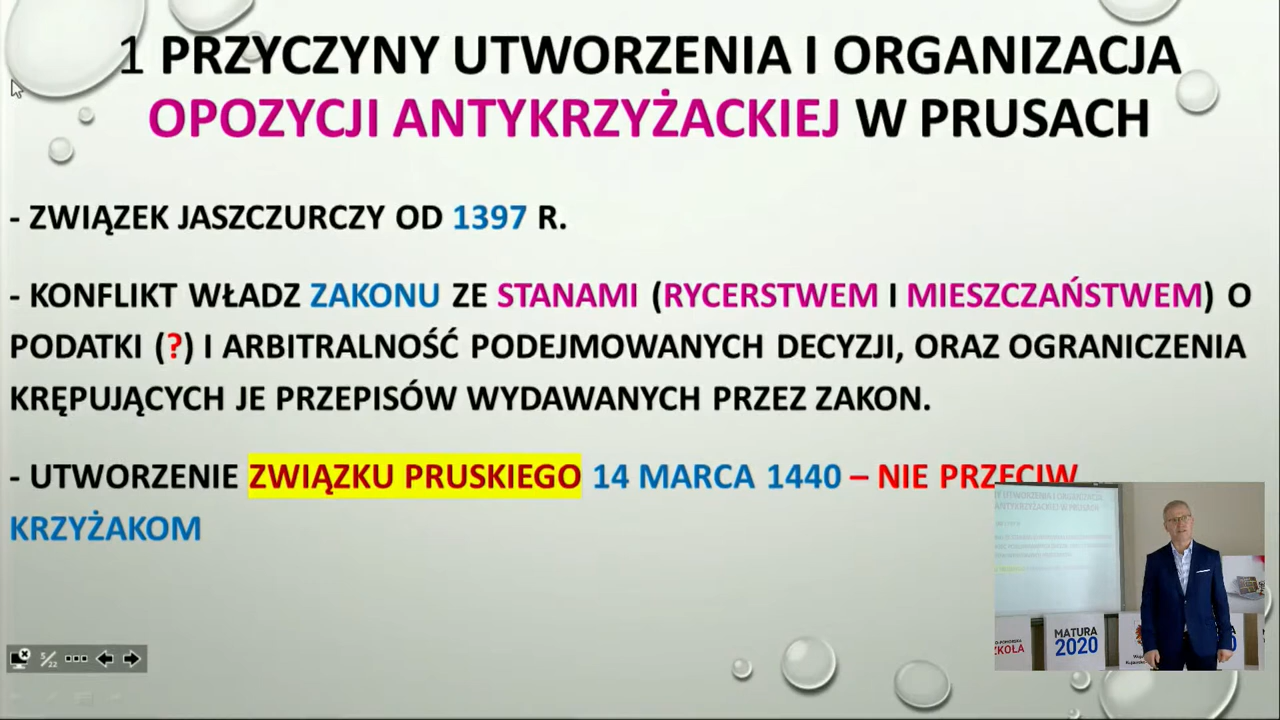 1 PRZYCZYNY UTWORZENIA I ORGANIZACJA
OPOZYCJI ANTYKRZYŻACKIEJ W PRUSACH
- ZWIĄZEK JASZCZURCZY OD 1397 R.
- KONFLIKT WŁADZ ZAKONU ZE STANAMI (RYCERSTWEM I MIESZCZAŃSTWEM) O
PODATKI (?) I ARBITRALNOŚĆ PODEJMOWANYCH DECYZJI, ORAZ OGRANICZENIA
KRĘPUJĄCYCH JE PRZEPISÓW WYDAWANYCH PRZEZ ZAKON.
- UTWORZENIE ZWIĄZKU PRUSKIEGO 14 MARCA 1440 – NIE PRZECIW
KRZYŻAKOM
5/22
MATURA
2020